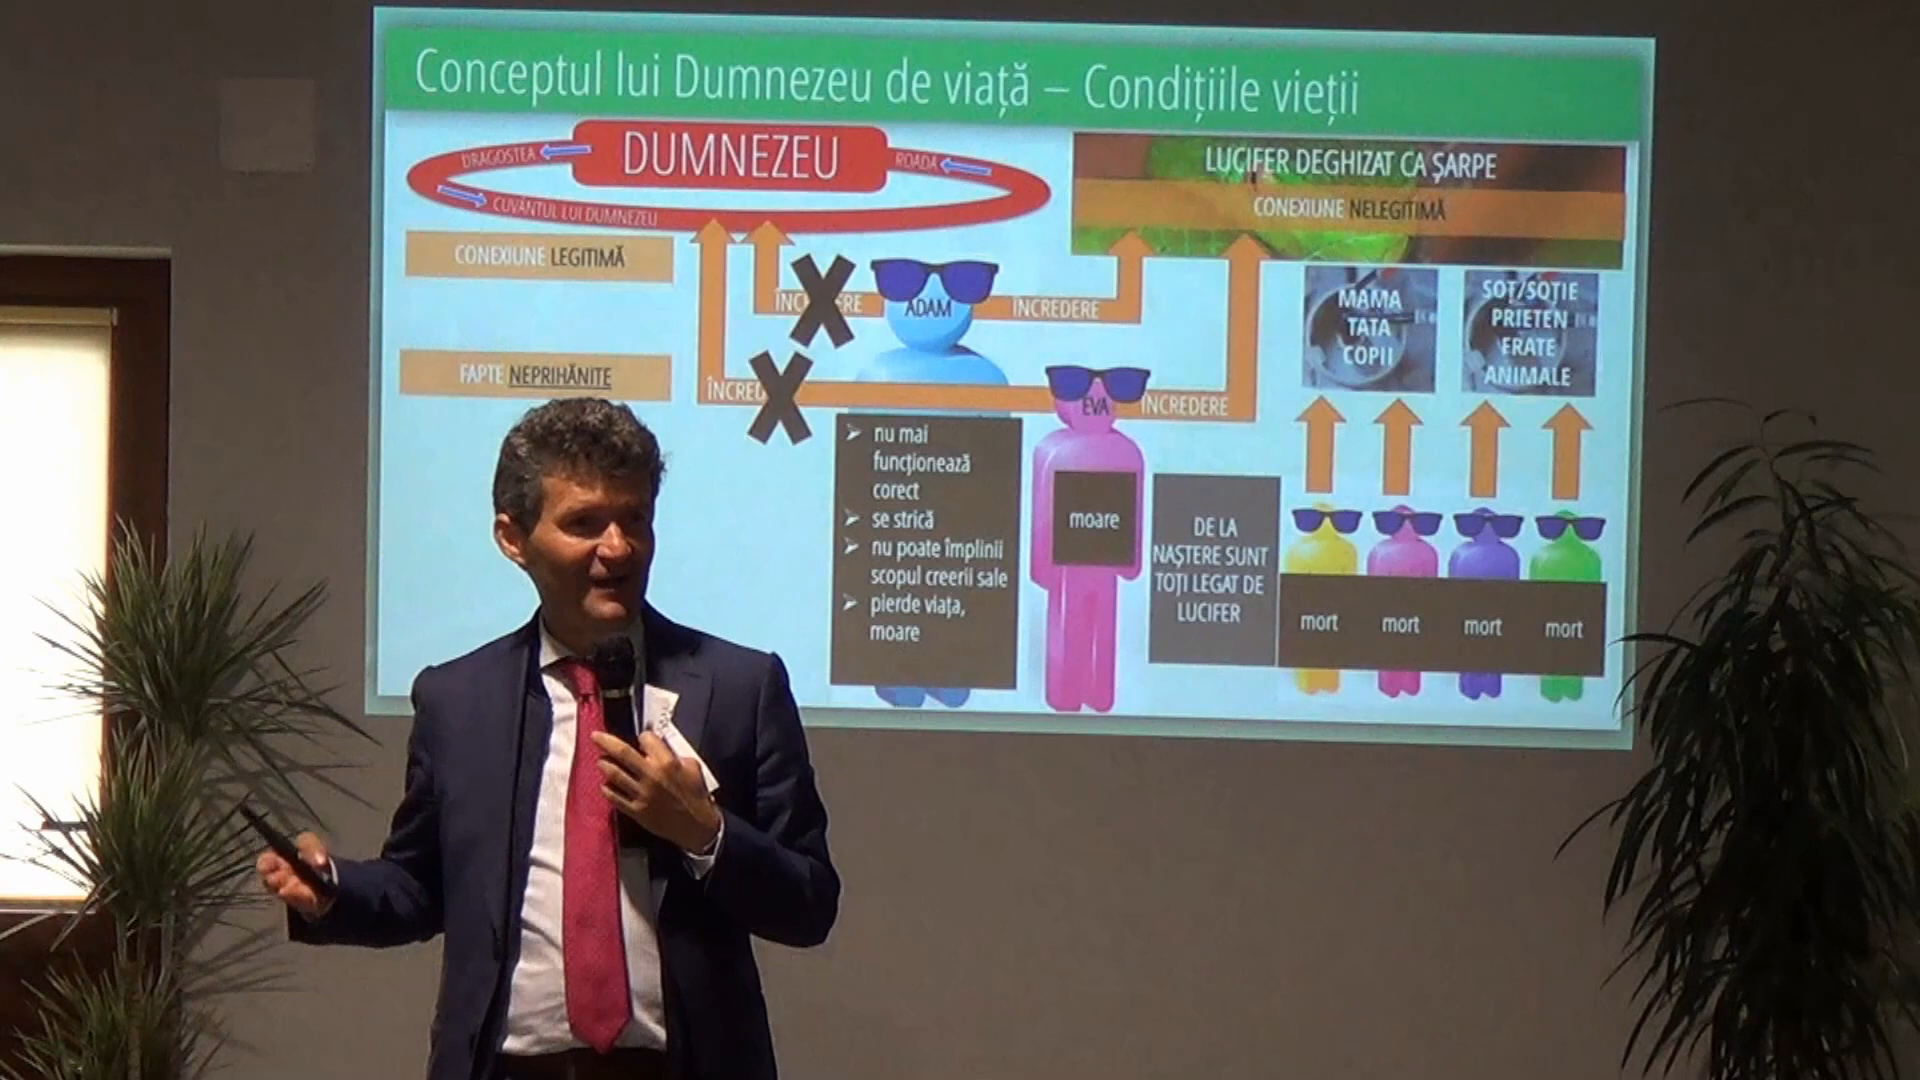 Conceptul lui Dumnezeu de viață – Condițiile vieții
DRAGOSTEA
DUMNEZEU
ROADA
CUVÂNTUL LUI DUMNEZEU
LUCIFER DEGHIZAT CA ȘARPE
CONEXIUNE NELEGITIMĂ
CONEXIUNE LEGITIMĂ
ADAM
ÎNCREDERE
FAPTE NEPRIHĂNITE
EVA
ÎNCREDERE
MAMA
TATA
COPII
SOȚ/SOȚIE
PRIETEN
FRATE
ANIMALE
nu mai
funcționează
corect
se strică
nu poate împlinii
scopul creerii sale
pierde viața,
moare
moare
DE LA
NAȘTERE SUNT
TOȚI LEGAT DE
LUCIFER
mort
mort
mort
mort